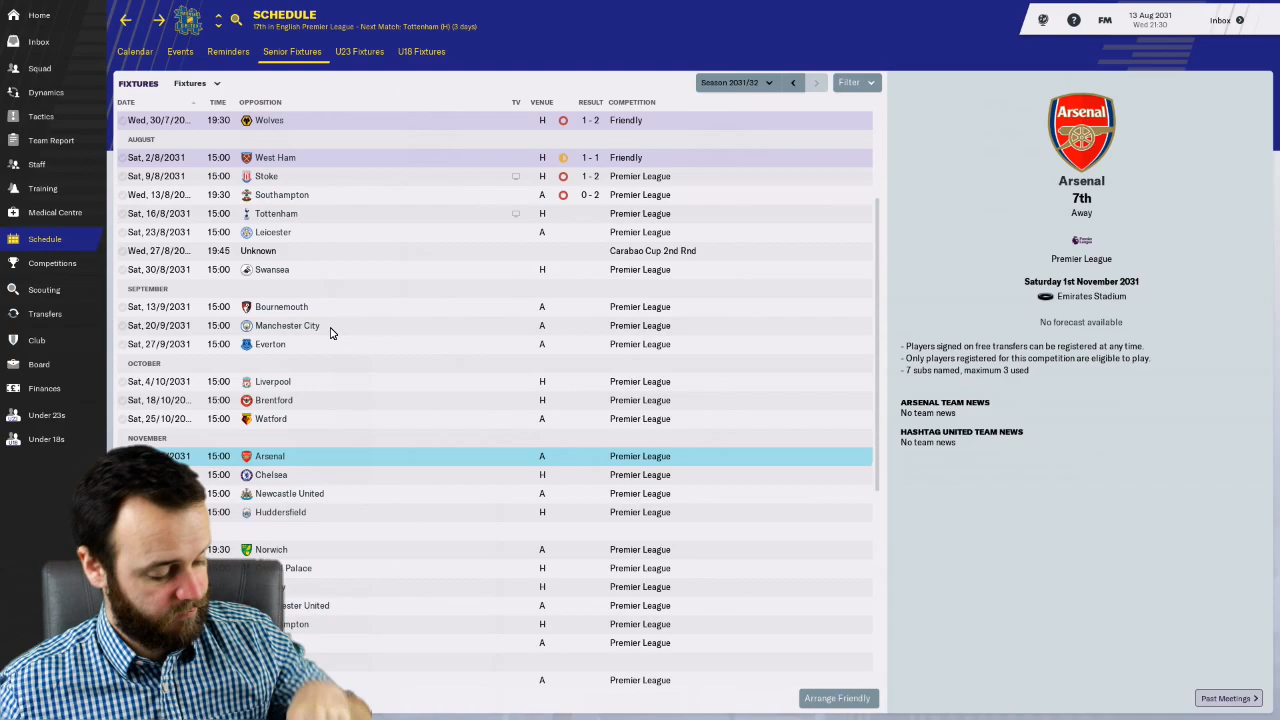 Home
SCHEDULE
17th in English Premier League - Next Match: Tottenham (H) (3 days)
FM
13 Aug 2031
Wed 21:30
Inbox
Inbox
Squad
Dynamics
Tactics
Team Report
Staff
Training
Medical Centre
Schedule
Competitions
Scouting
Transfers
Club
Board
Finances
Under 23s
Under 18s
Calendar Events Reminders Senior Fixtures U23 Fixtures U18 Fixtures
FIXTURES Fixtures Season 2031/32 Filter
DATE TIME OPPOSITION TV VENUE RESULT COMPETITION
Wed, 30/7/20... 19:30 Wolves H 1 - 2 Friendly
AUGUST
Sat, 2/8/2031 15:00 West Ham H 1 - 1 Friendly
Sat, 9/8/2031 15:00 Stoke H 1 - 2 Premier League
Wed, 13/8/20... 19:30 Southampton A 0 - 2 Premier League
Sat, 16/8/2031 15:00 Tottenham H Premier League
Sat, 23/8/2031 15:00 Leicester A Premier League
Wed, 27/8/20... 19:45 Unknown Carabao Cup 2nd Rnd
Sat, 30/8/2031 15:00 Swansea H Premier League
SEPTEMBER
Sat, 13/9/2031 15:00 Bournemouth A Premier League
Sat, 20/9/2031 15:00 Manchester City A Premier League
Sat, 27/9/2031 15:00 Everton A Premier League
OCTOBER
Sat, 4/10/2031 15:00 Liverpool H Premier League
Sat, 18/10/20... 15:00 Brentford H Premier League
Sat, 25/10/20... 15:00 Watford A Premier League
NOVEMBER
2031 15:00 Arsenal A Premier League
15:00 Chelsea H Premier League
15:00 Newcastle United A Premier League
15:00 Huddersfield H Premier League
19:30 Norwich A Premier League
Palace H Premier League
H Premier League
ester United A Premier League
mpton H Premier League
A Premier League
A Premier League
Arrange Friendly
Arsenal
Arsenal
7th
Away
Premier League
Premier League
Saturday 1st November 2031
Emirates Stadium
No forecast available
- Players signed on free transfers can be registered at any time.
- Only players registered for this competition are eligible to play.
- 7 subs named, maximum 3 used
ARSENAL TEAM NEWS
No team news
HASHTAG UNITED TEAM NEWS
No team news
Past Meetings